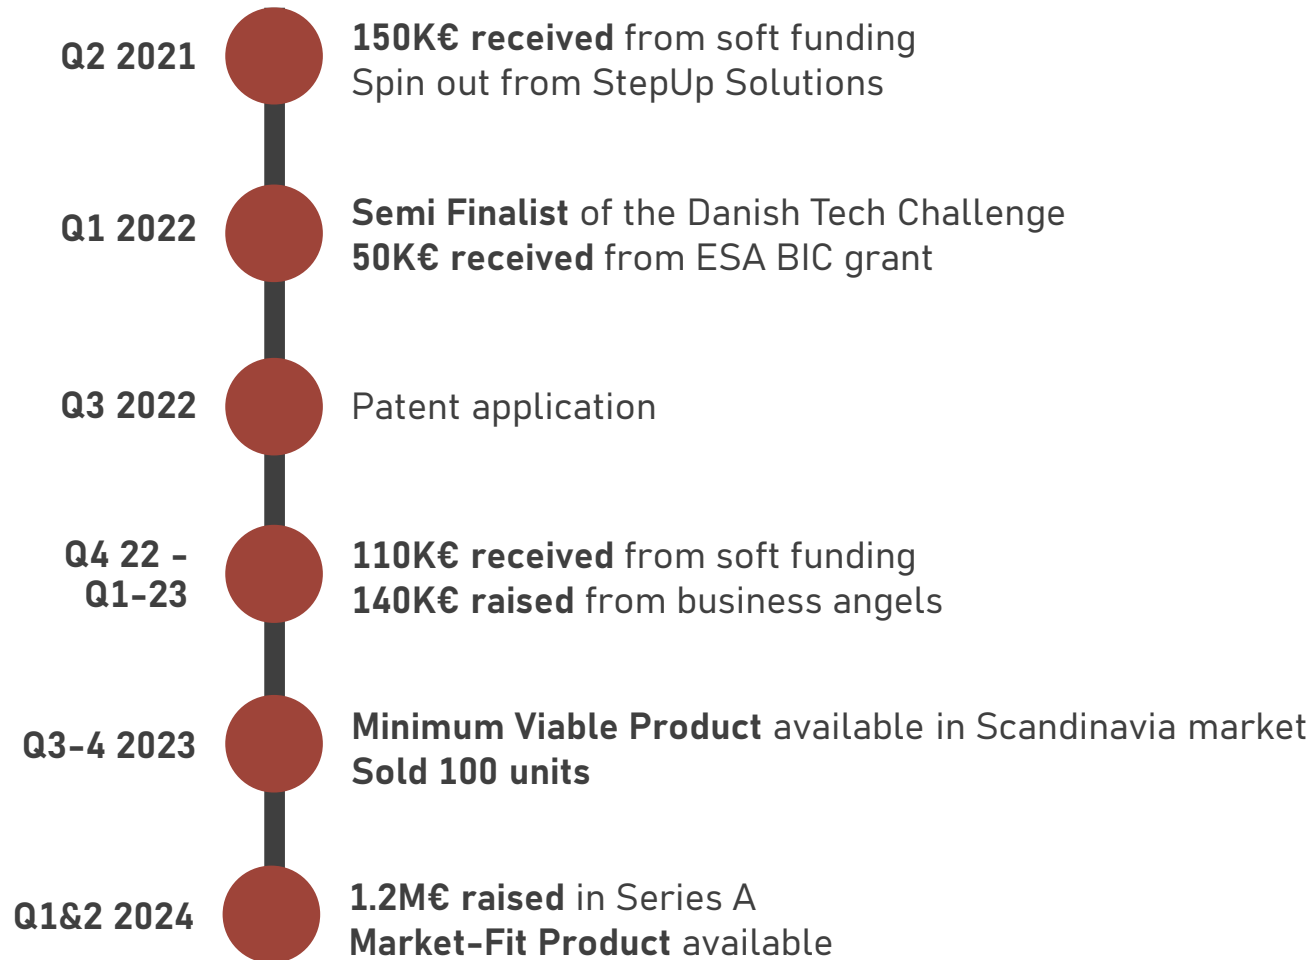 Q2 2021
150K€ received from soft funding
Spin out from StepUp Solutions
Q1 2022
Semi Finalist of the Danish Tech Challenge
50K€ received from ESA BIC grant
Q3 2022
Patent application
Q4 22 -
Q1-23
110K€ received from soft funding
140K€ raised from business angels
Q3-4 2023
Minimum Viable Product available in Scandinavia market
Sold 100 units
Q1&2 2024
1.2M€ raised in Series A
Market-Fit Product available